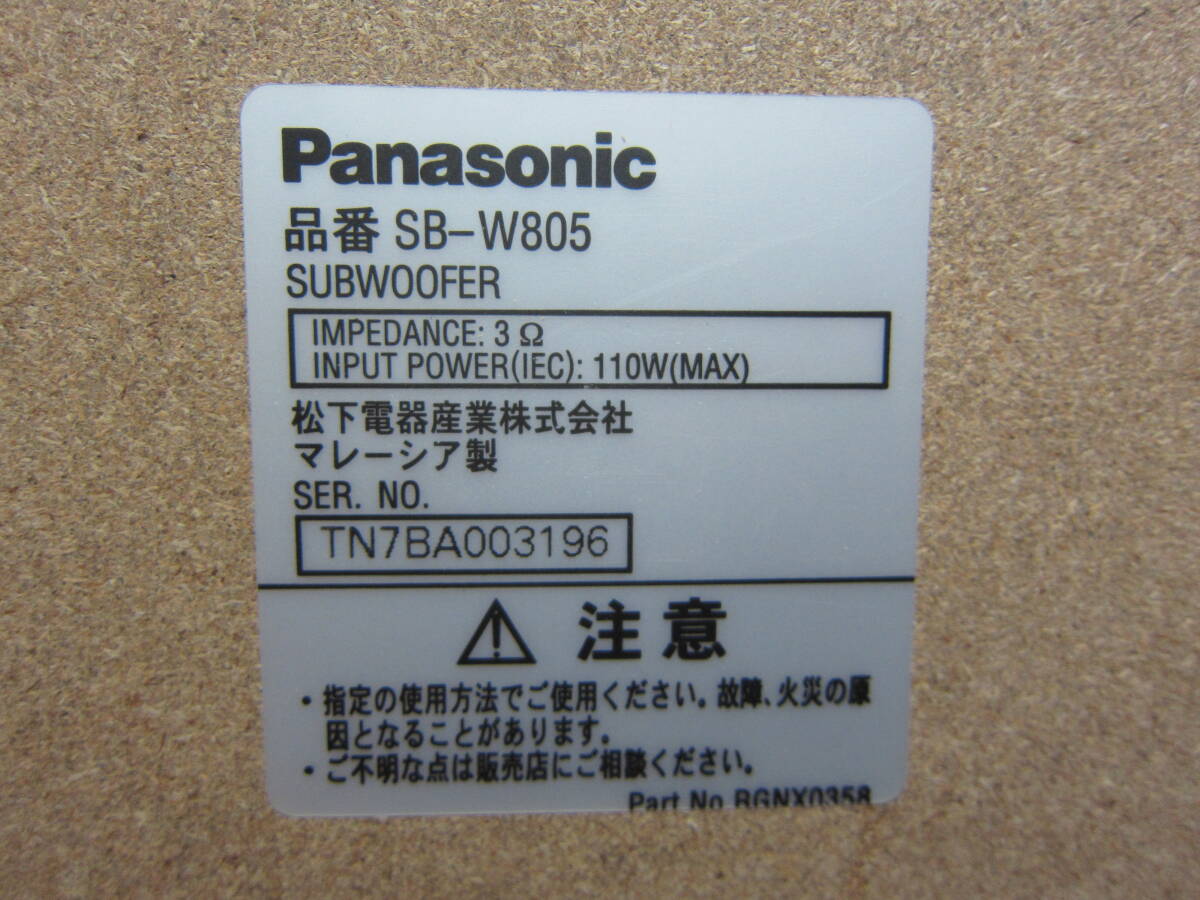 Panasonic
品番 SB-W805
SUBWOOFER
IMPEDANCE: 3 Ω
INPUT POWER(IEC): 110W(MAX)
松下電器産業株式会社
マレーシア製
SER. NO.
TN7BA003196
注意
・指定の使用方法でご使用ください。故障、火災の原
因となることがあります。
・ご不明な点は販売店にご相談ください。
Part No RGNX0358